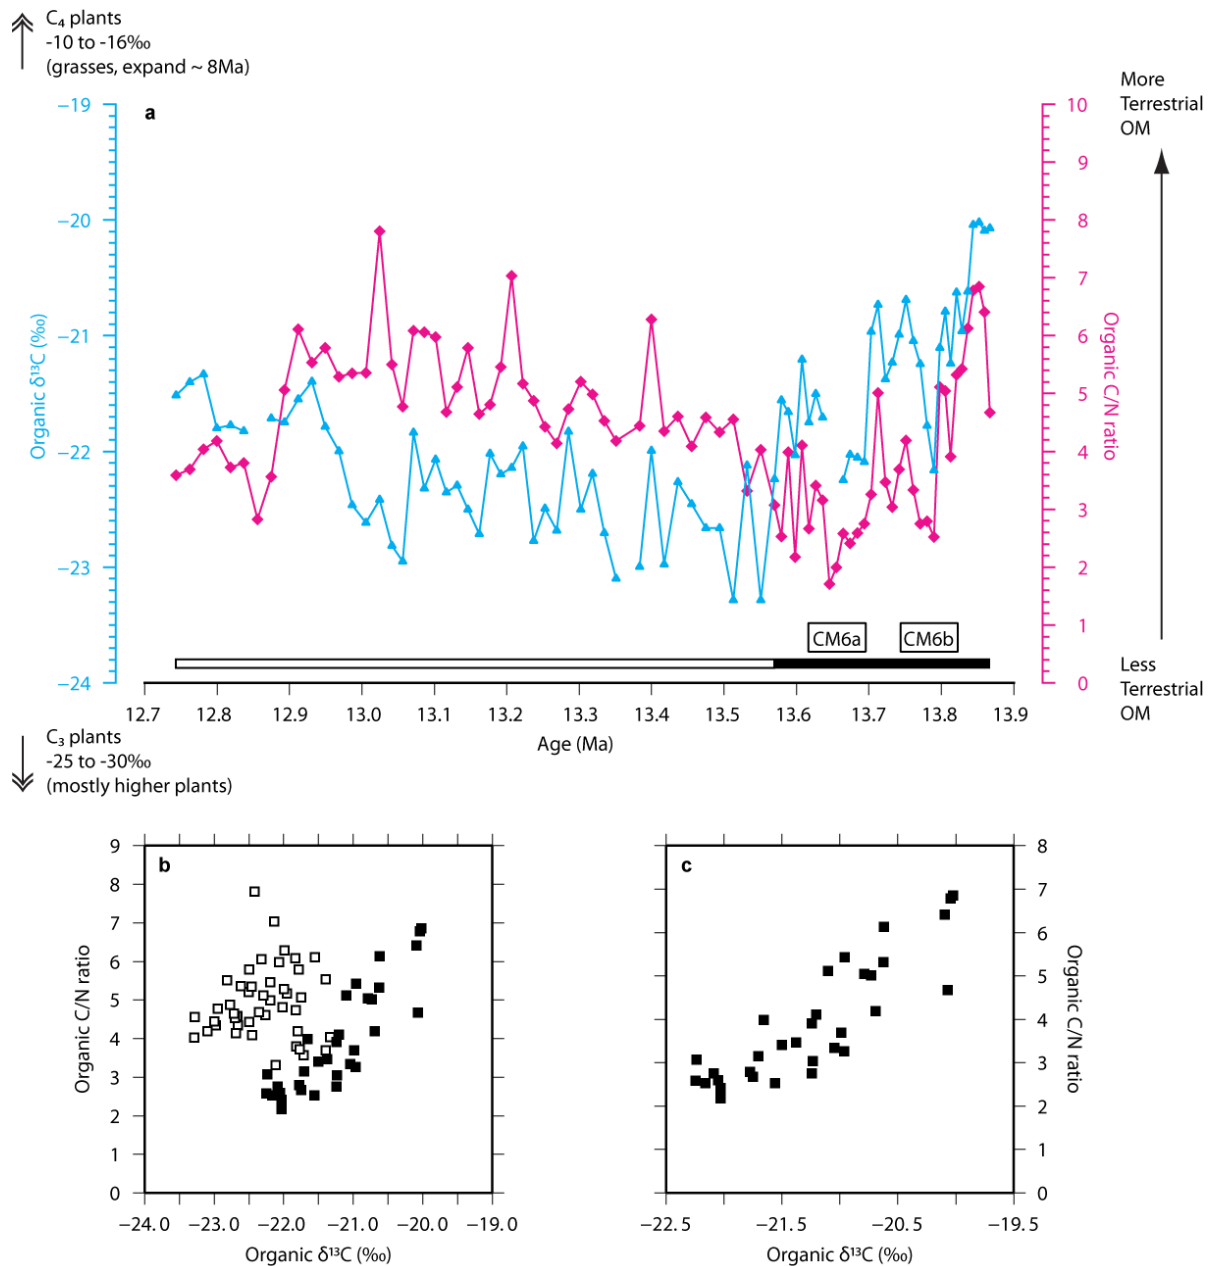 C₄ plants
-10 to -16‰
(grasses, expand ~ 8Ma)
More
Terrestrial
OM
a
−19
−20
−21
−22
−23
−24
Organic δ¹³C (‰)
10
9
8
7
6
5
4
3
2
1
0
Organic C/N ratio
CM6a
CM6b
Less
Terrestrial
OM
12.7 12.8 12.9 13.0 13.1 13.2 13.3 13.4 13.5 13.6 13.7 13.8 13.9
Age (Ma)
C₃ plants
-25 to -30‰
(mostly higher plants)
b
9
8
7
6
5
4
3
2
1
0
Organic C/N ratio
−24.0 −23.0 −22.0 −21.0 −20.0 −19.0
Organic δ¹³C (‰)
c
8
7
6
5
4
3
2
1
0
Organic C/N ratio
−22.5 −21.5 −20.5 −19.5
Organic δ¹³C (‰)